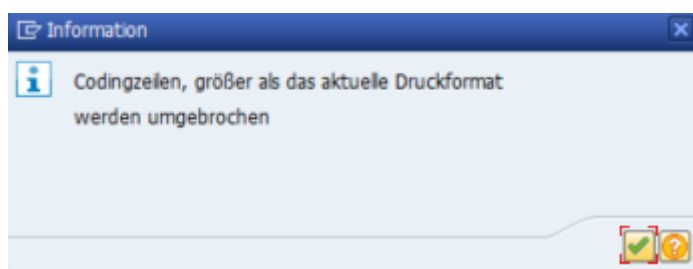 Information
Codingzeilen, größer als das aktuelle Druckformat
werden umgebrochen